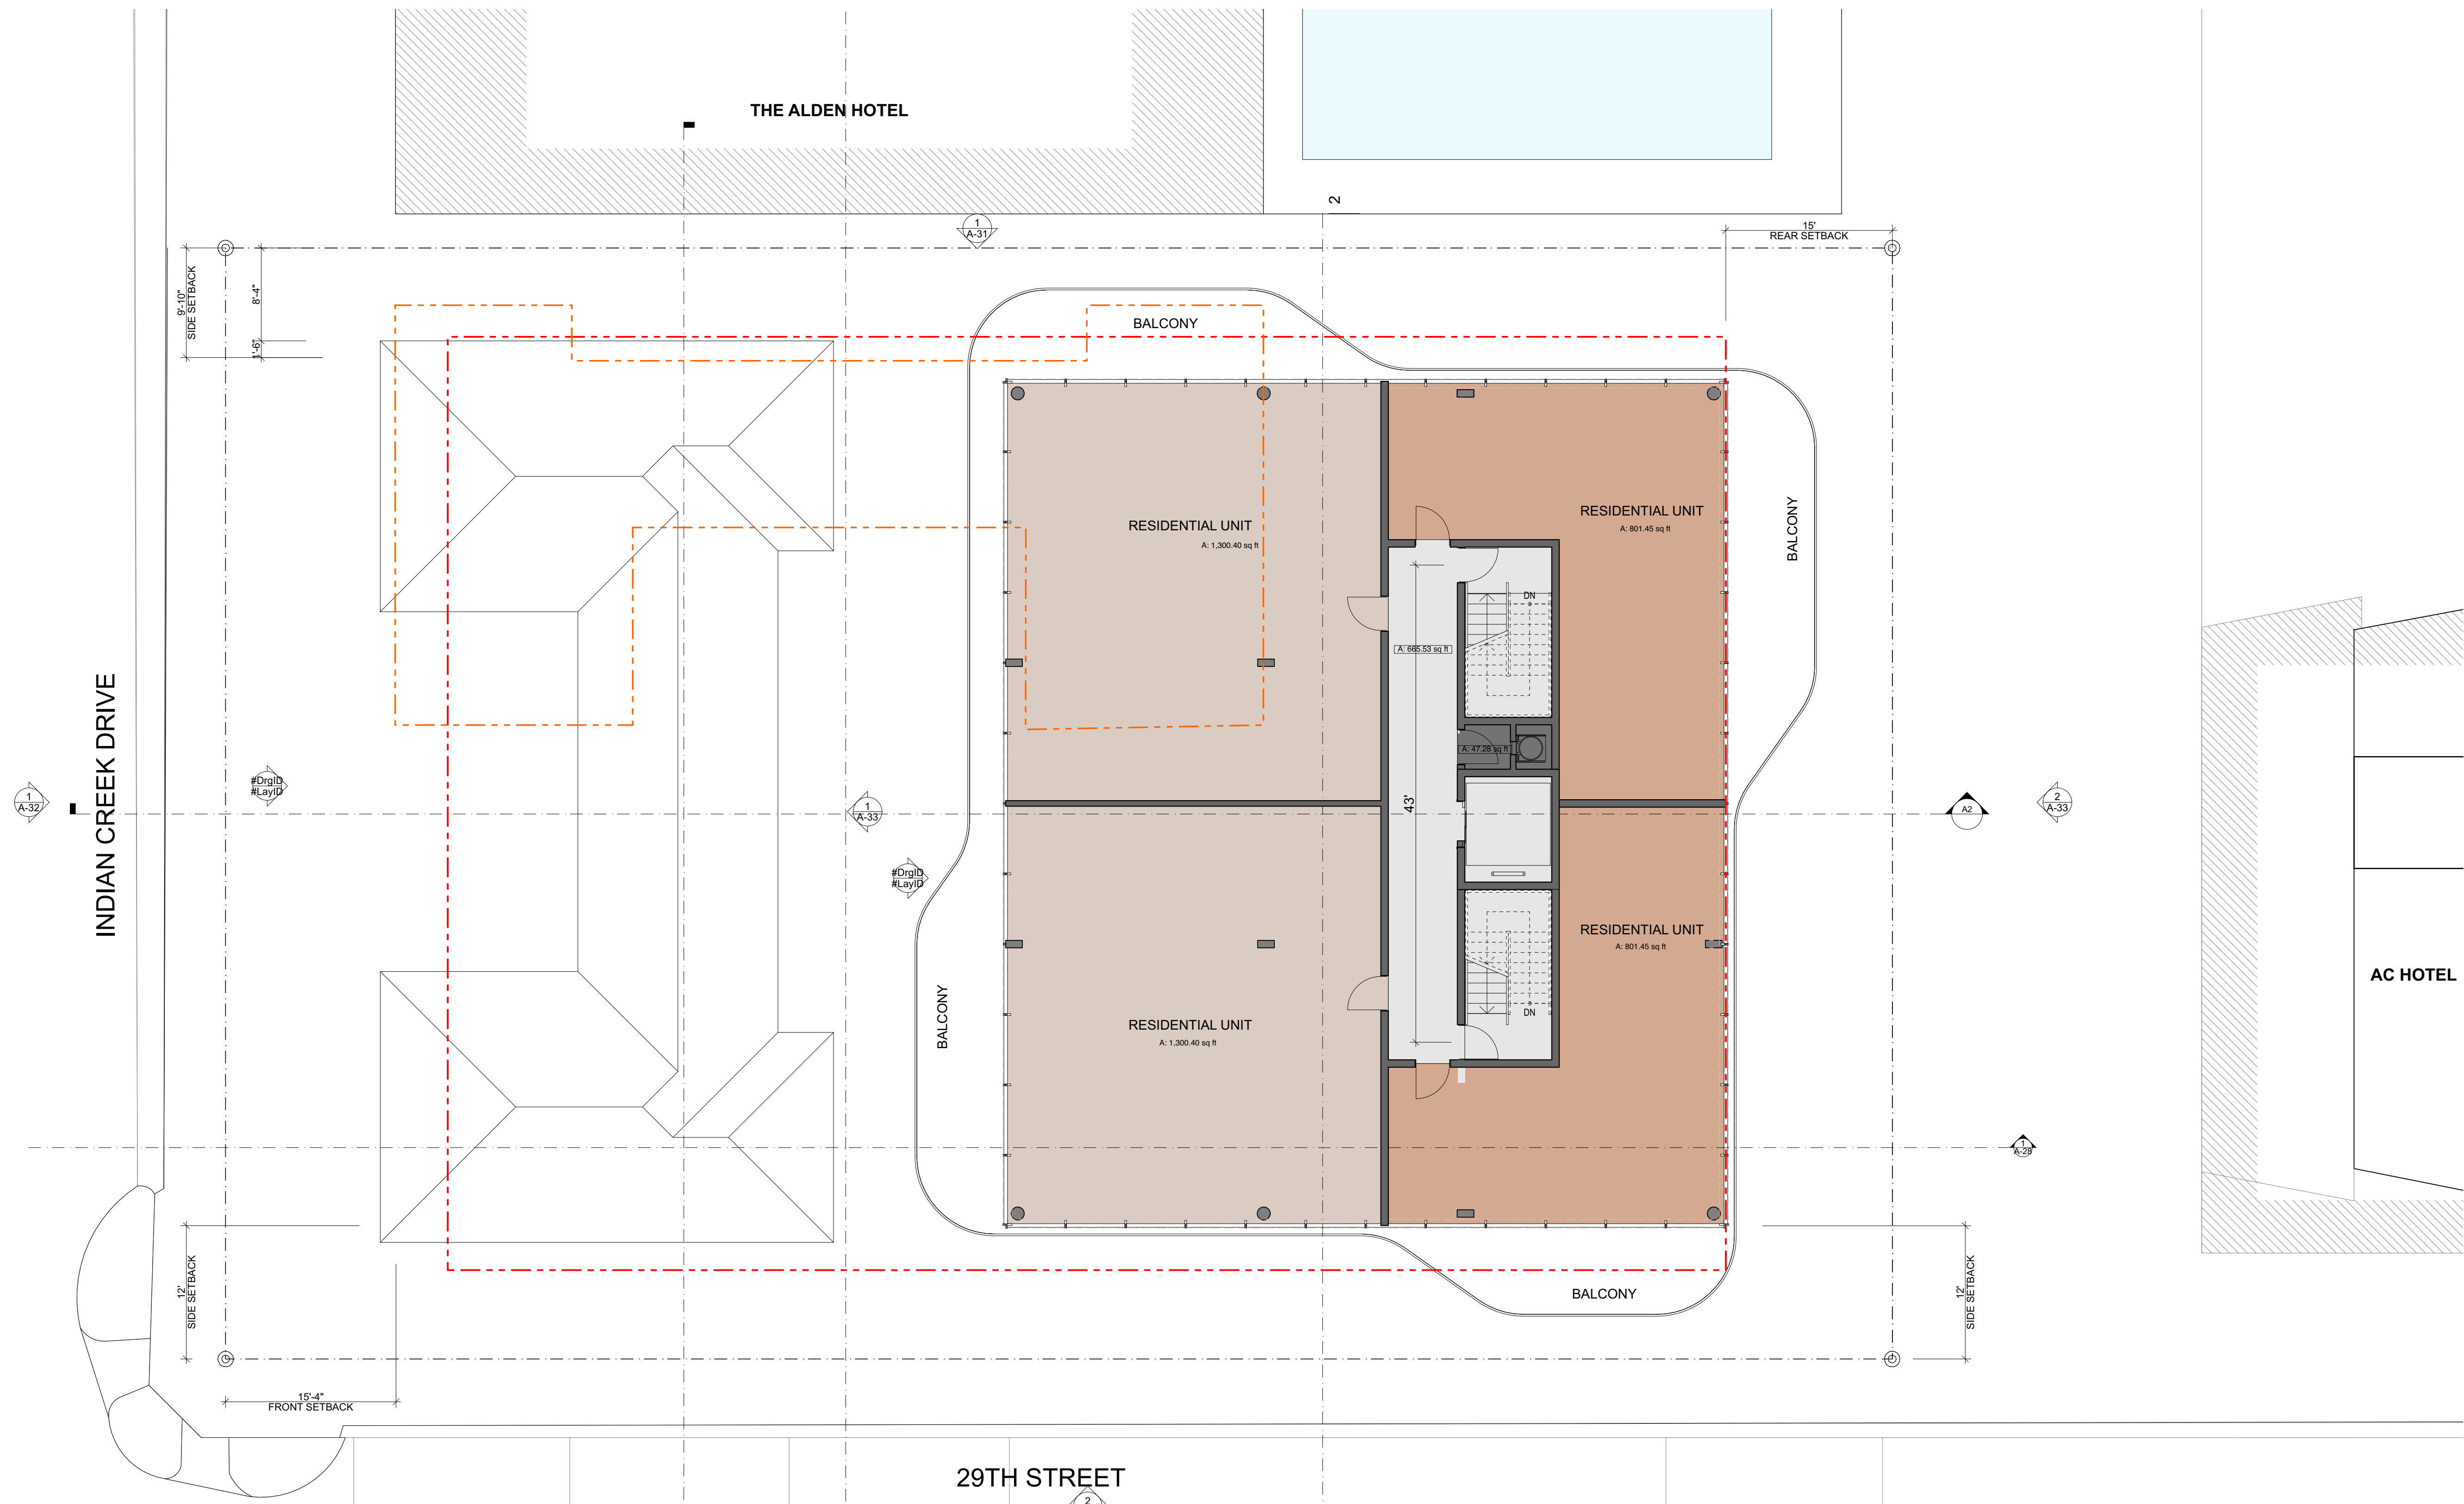 THE ALDEN HOTEL
2
1
A-31
15'
REAR SETBACK
9'-10"
SIDE SETBACK
8'-4"
1'-6"
BALCONY
RESIDENTIAL UNIT
A: 1,300.40 sq ft
RESIDENTIAL UNIT
A: 801.45 sq ft
BALCONY
DN
A: 665.53 sq ft
A: 47.28 sq ft
43'
INDIAN CREEK DRIVE
1
A-32
#DrgID
#LayID
1
A-33
#DrgID
#LayID
A2
2
A-33
BALCONY
RESIDENTIAL UNIT
A: 1,300.40 sq ft
RESIDENTIAL UNIT
A: 801.45 sq ft
DN
AC HOTEL
1
A-28
BALCONY
12'
SIDE SETBACK
12'
SIDE SETBACK
15'-4"
FRONT SETBACK
29TH STREET
2